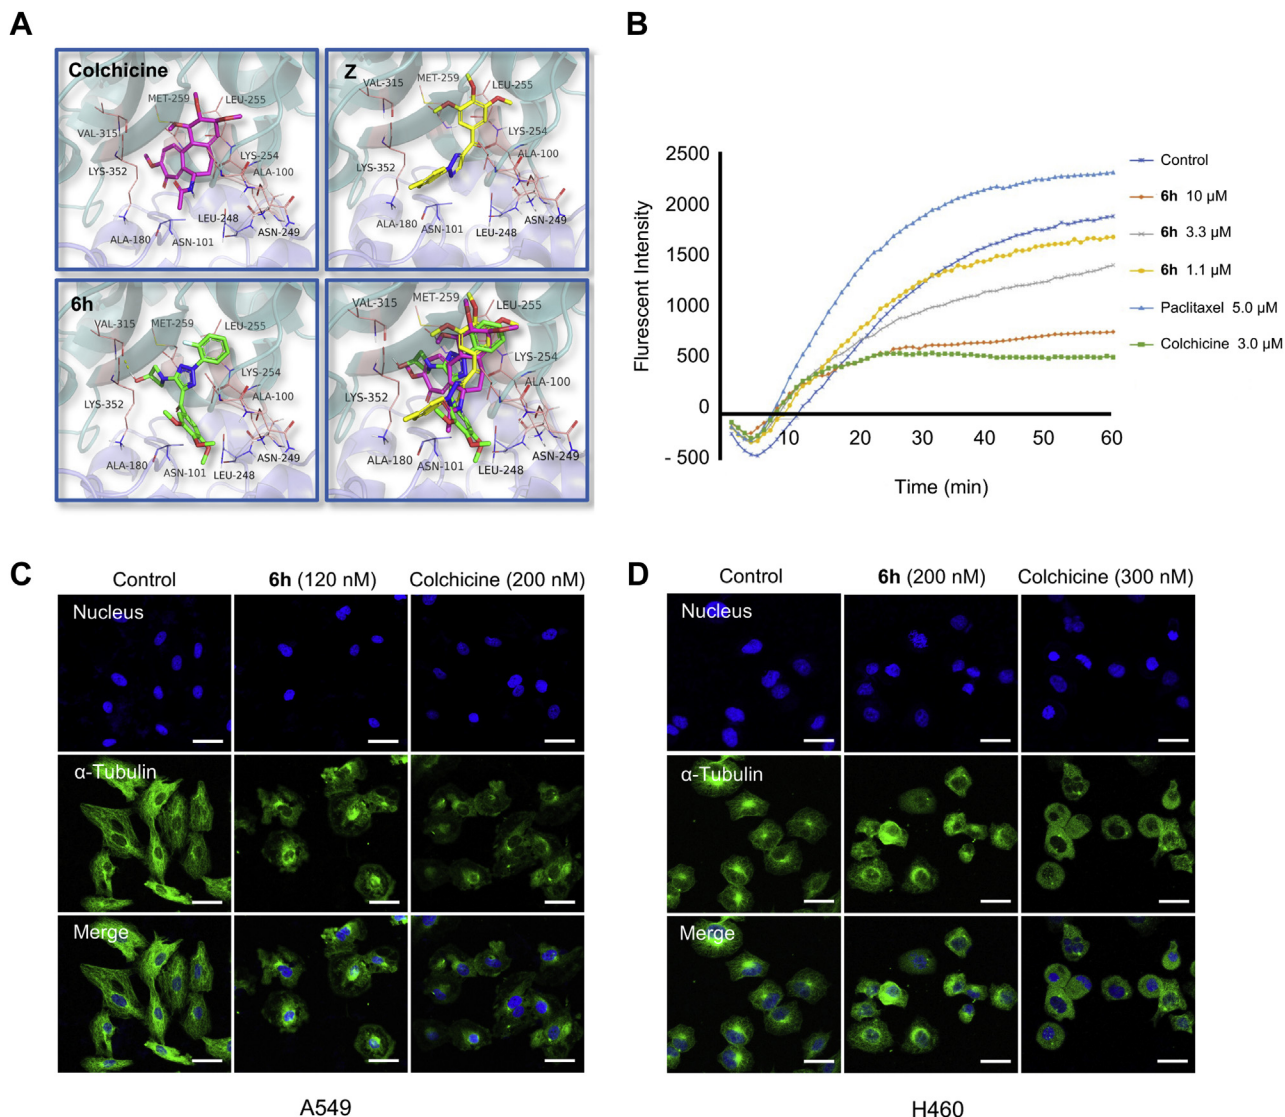 A
B
Colchicine
MET-259
LEU-255
VAL-315
LYS-352
LYS-254
ALA-100
LEU-248
ALA-180
ASN-101
ASN-249
Z
VAL-315
MET-259
LEU-255
LYS-254
LYS-352
ALA-100
ALA-180
ASN-101
LEU-248
ASN-249
6h
VAL-315
MET-259
LEU-255
LYS-254
LYS-352
ALA-100
ALA-180
ASN-101
LEU-248
ASN-249
VAL-315
MET-259
LEU-255
LYS-254
ALA-100
LYS-352
ALA-180
ASN-101
LEU-248
ASN-249
Flurescent Intensity
2500
2000
1500
1000
500
0
- 500
10
20
30
40
50
60
Time (min)
Control
6h 10 μM
6h 3.3 μM
6h 1.1 μM
Paclitaxel 5.0 μM
Colchicine 3.0 μM
C
Control
6h (120 nM)
Colchicine (200 nM)
Nucleus
α-Tubulin
Merge
A549
D
Control
6h (200 nM)
Colchicine (300 nM)
Nucleus
α-Tubulin
Merge
H460